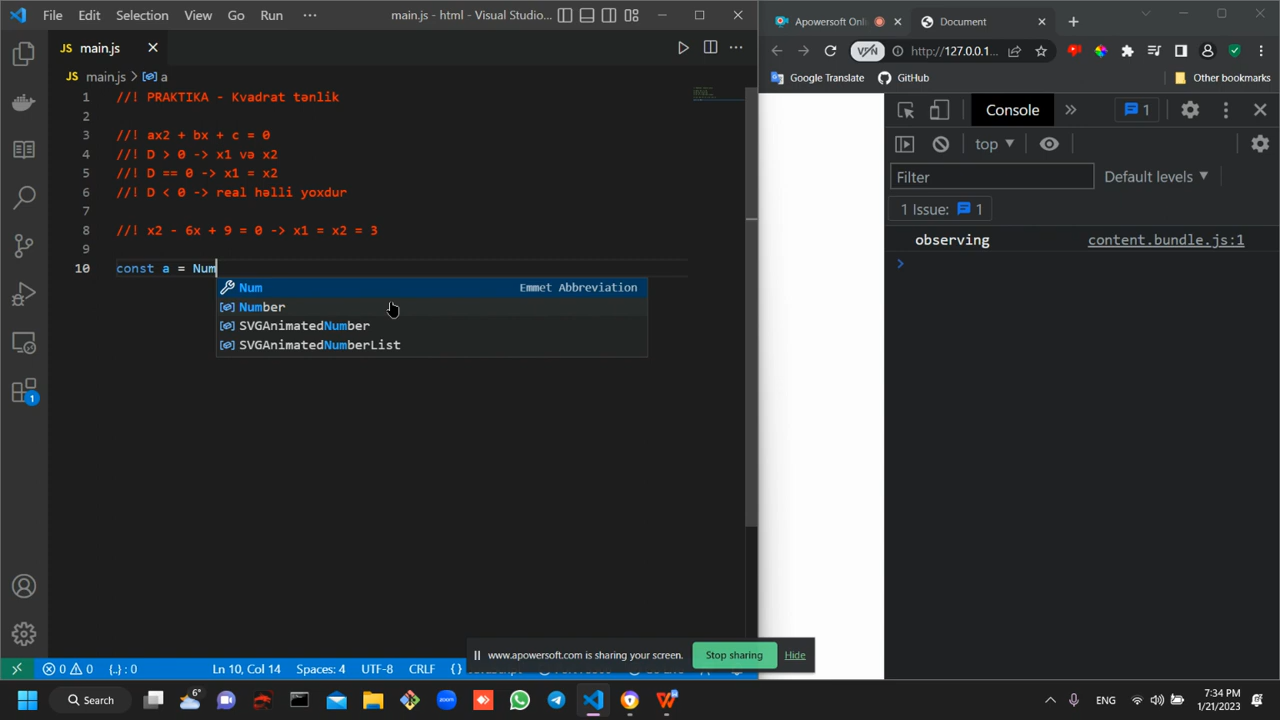 File Edit Selection View Go Run ··· main.js - html - Visual Studio...
JS main.js
JS main.js > a
1 //! PRAKTIKA - Kvadrat tənlik
2
3 //! ax2 + bx + c = 0
4 //! D > 0 -> x1 və x2
5 //! D == 0 -> x1 = x2
6 //! D < 0 -> real həlli yoxdur
7
8 //! x2 - 6x + 9 = 0 -> x1 = x2 = 3
9
10 const a = Num
Num Emmet Abbreviation
Number
SVGAnimatedNumber
SVGAnimatedNumberList
1
0 0 {..} : 0 Ln 10, Col 14 Spaces: 4 UTF-8 CRLF { }
Apowersoft Onl Document
VPN http://127.0.0.1...
Google Translate GitHub Other bookmarks
Console » 1
top
Filter Default levels
1 Issue: 1
observing content.bundle.js:1
www.apowersoft.com is sharing your screen. Stop sharing Hide
Search 6° ENG 7:34 PM
1/21/2023